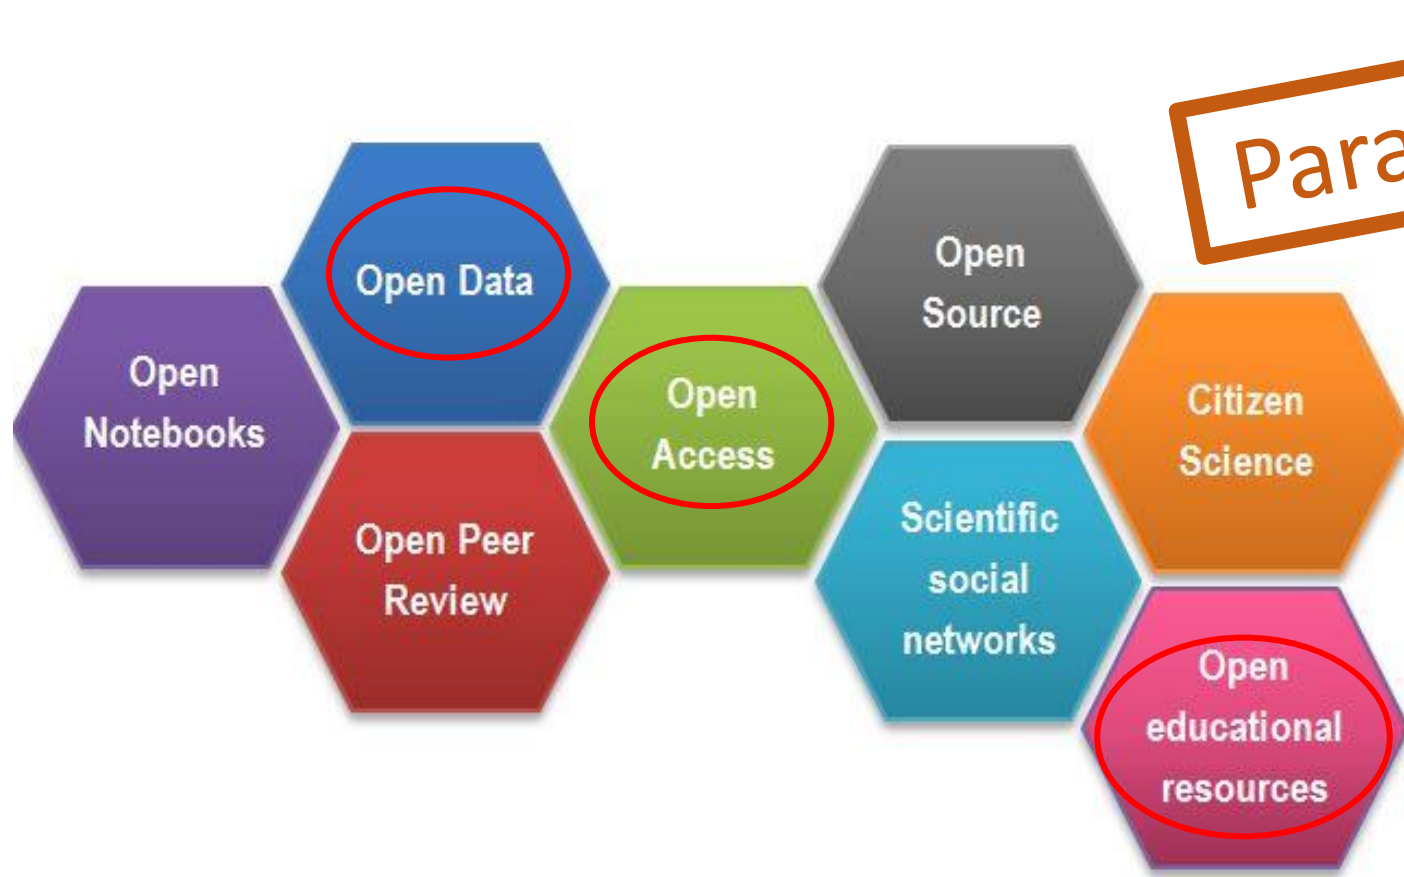 Para
Open Data
Open
Source
Open
Notebooks
Open
Access
Citizen
Science
Open Peer
Review
Scientific
social
networks
Open
educational
resources